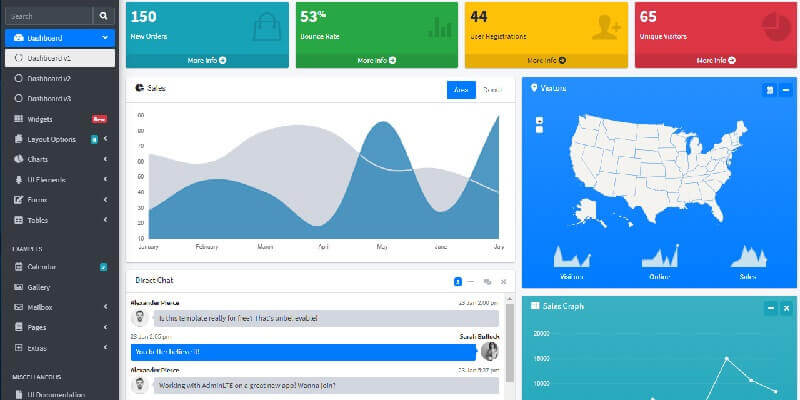 Search
Dashboard
Dashboard v1
Dashboard v2
Dashboard v3
Widgets New
Layout Options 6
Charts
UI Elements
Forms
Tables
EXAMPLES
Calendar 2
Gallery
Mailbox
Pages
Extras
MISCELLANEOUS
UI Documentation
150
New Orders
More info
53%
Bounce Rate
More info
44
User Registrations
More info
65
Unique Visitors
More info
Sales
Area Donut
90
80
70
60
50
40
30
20
10
January February March April May June July
Direct Chat
3
Alexander Pierce 23 Jan 2:00 pm
Is this template really for free? That's unbelievable!
23 Jan 2:05 pm Sarah Bullock
You better believe it!
Alexander Pierce 23 Jan 5:37 pm
Working with AdminLTE on a great new app! Wanna join?
Visitors
+
Visitors Online Sales
Sales Graph
20000
15000
10000